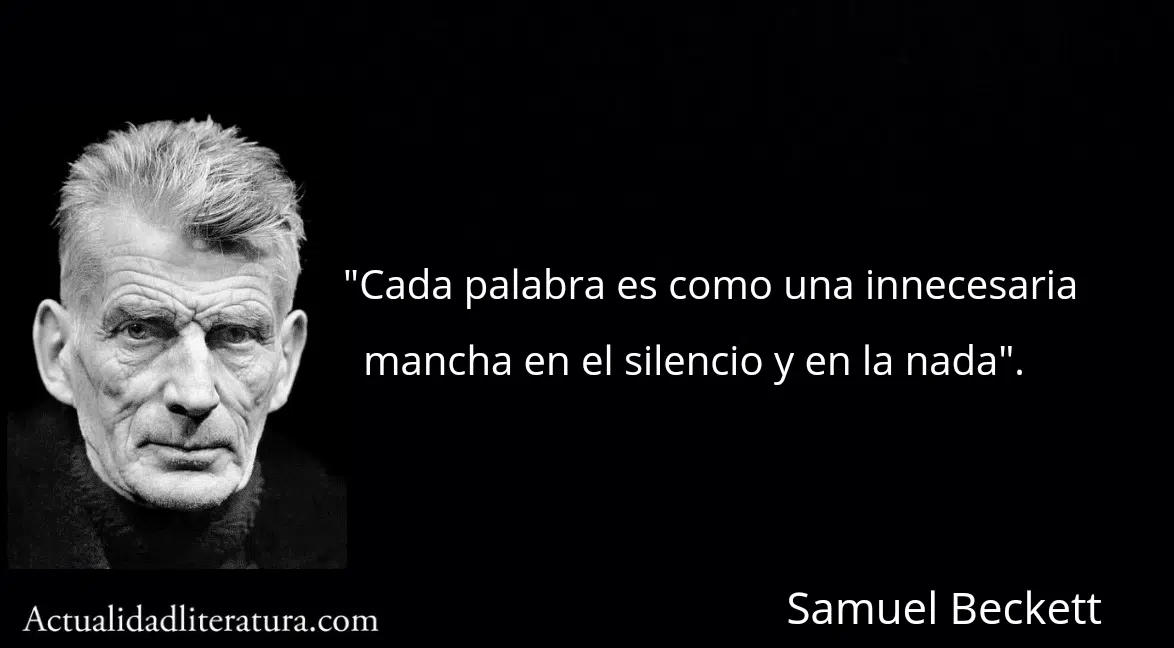 "Cada palabra es como una innecesaria
mancha en el silencio y en la nada".
Samuel Beckett
Actualidadliteratura.com